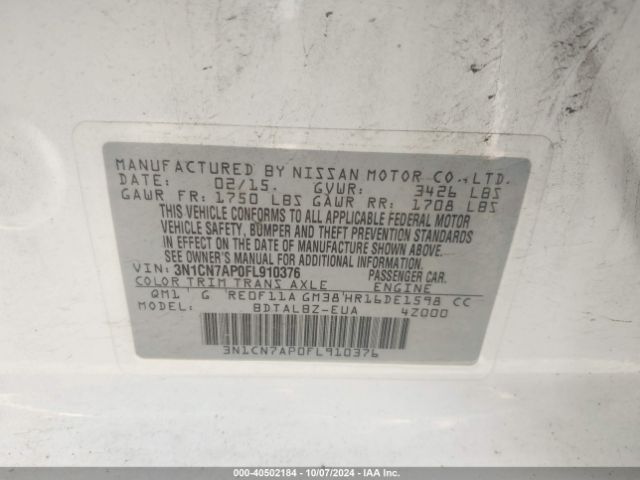 MANUFACTURED BY NISSAN MOTOR CO.,LTD.
DATE: 02/15. GVWR: 3426 LBS
GAWR FR: 1750 LBS GAWR RR: 1708 LBS
THIS VEHICLE CONFORMS TO ALL APPLICABLE FEDERAL MOTOR
VEHICLE SAFETY, BUMPER AND THEFT PREVENTION STANDARDS
IN EFFECT ON THE DATE OF MANUFACTURE SHOWN ABOVE.
SEE OWNER'S MANUAL FOR ADDITIONAL INFORMATION.
VIN: 3N1CN7AP0FL910376 PASSENGER CAR.
COLOR TRIM TRANS AXLE ENGINE
QM1 G RE0F11A GM38 HR16DE1598 CC
MODEL: BDTALBZ-EUA 4Z000
3N1CN7AP0FL910376
000-40502184 - 10/07/2024 - IAA Inc.